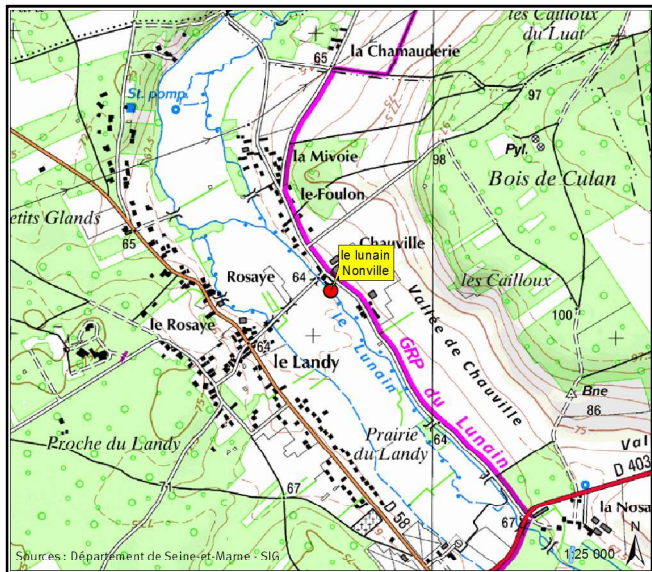 les Cailloux
du Luat
la Chamauderie
65
97
St. pomp.
Pyl.
la Mivoie
98
Bois de Culan
le Foulon
etits Glands
65
Chauville
le lunain
Nonville
Rosaye
64
les Cailloux
le Rosaye
Vallée de Chauville
100
le Lunain
64
le Landy
GRP du Lunain
Bne
86
75
Proche du Landy
Prairie
du Landy
64
Val
D 403
71
67
D 58
67
la Nosa
75
N
Sources : Département de Seine-et-Marne - SIG
1:25 000